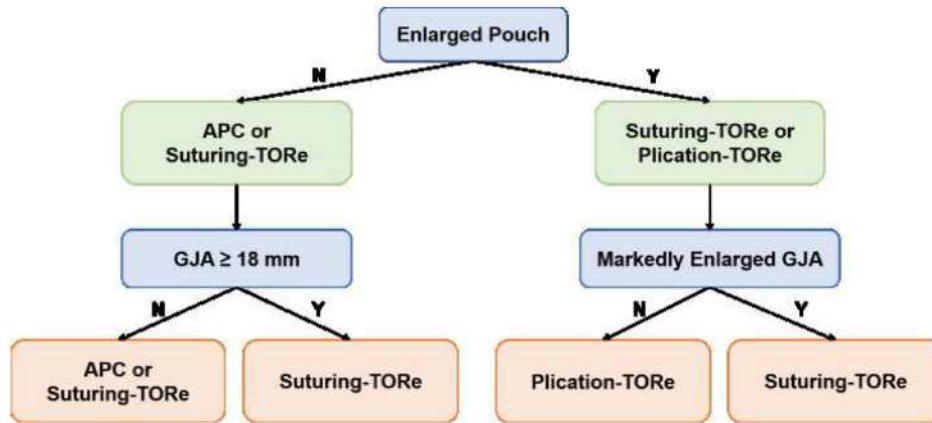 Enlarged Pouch
N
Y
APC or
Suturing-TORe
Suturing-TORe or
Plication-TORe
GJA ≥ 18 mm
Markedly Enlarged GJA
N
Y
N
Y
APC or
Suturing-TORe
Suturing-TORe
Plication-TORe
Suturing-TORe